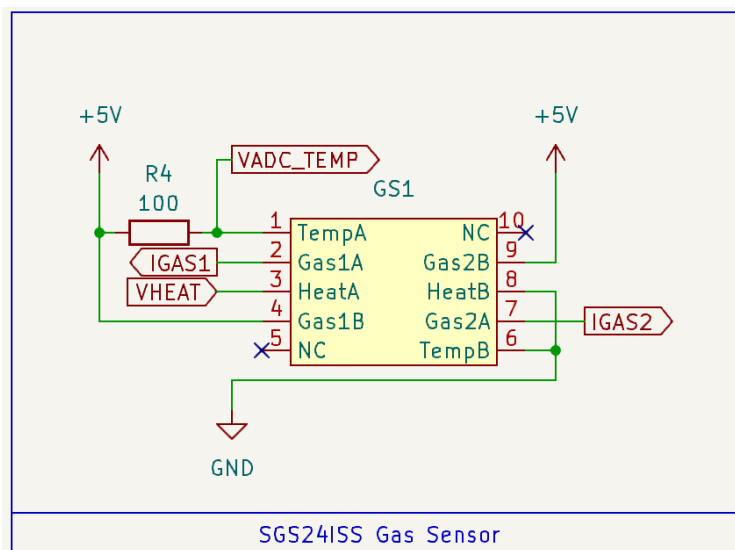 +5V
+5V
VADC_TEMP
R4
100
GS1
1
TempA
NC
10
2
Gas1A
Gas2B
9
IGAS1
3
HeatA
HeatB
8
VHEAT
4
Gas1B
Gas2A
7
IGAS2
5
NC
TempB
6
GND
SGS24ISS Gas Sensor